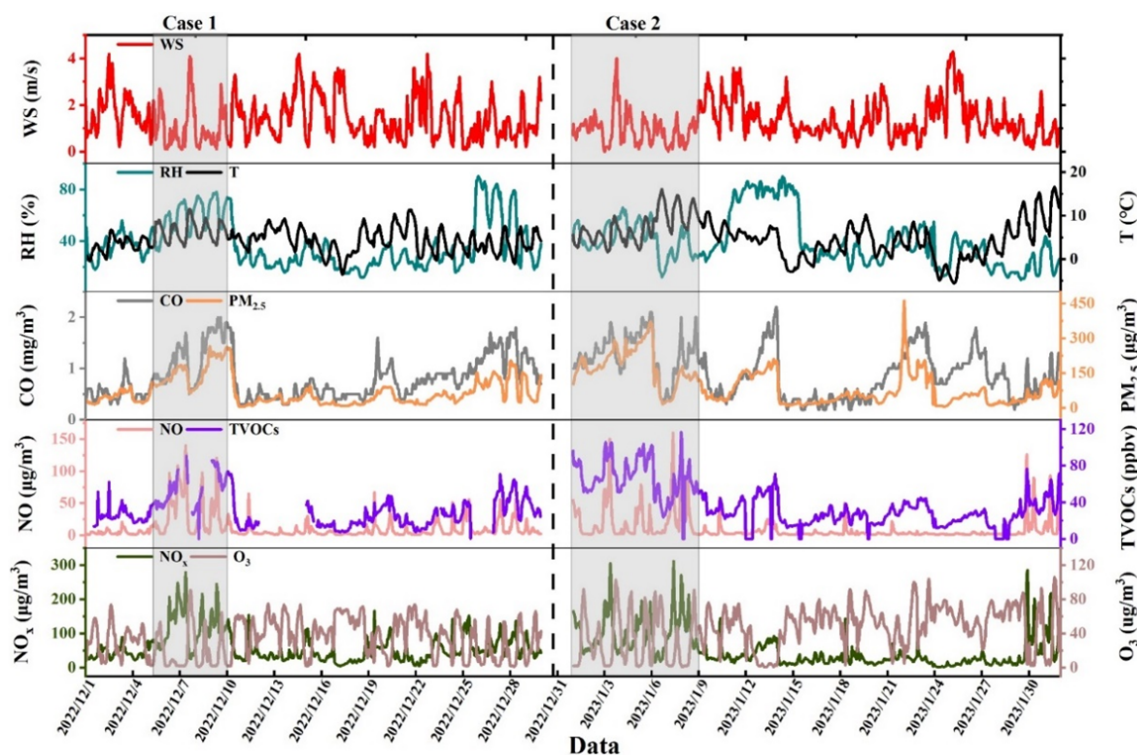 Case 1 Case 2
WS
WS (m/s)
4
2
0
RH T
RH (%)
80
40
T (°C)
20
10
0
CO PM2.5
CO (mg/m3)
2
1
0
PM2.5 (μg/m3)
450
300
150
0
NO TVOCs
NO (μg/m3)
150
100
50
0
TVOCs (ppbv)
120
80
40
0
NOx O3
NOx (μg/m3)
300
200
100
0
O3 (ug/m3)
120
80
40
0
2022/12/1 2022/12/4 2022/12/7 2022/12/10 2022/12/13 2022/12/16 2022/12/19 2022/12/22 2022/12/25 2022/12/28 2022/12/31 2023/1/3 2023/1/6 2023/1/9 2023/1/12 2023/1/15 2023/1/18 2023/1/21 2023/1/24 2023/1/27 2023/1/30
Data